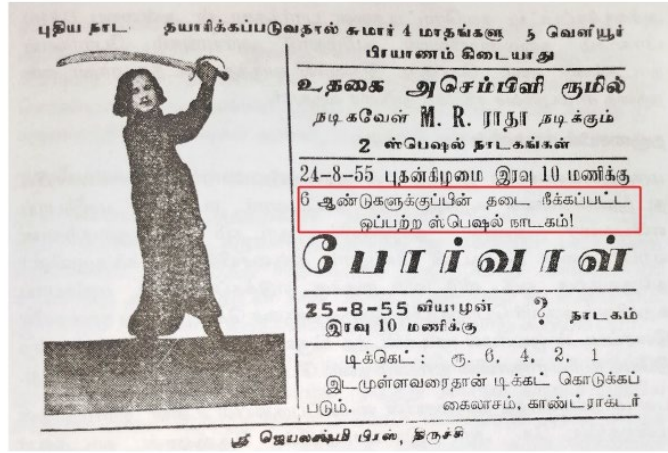 புதிய நாட தயாரிக்கப்படுவதால் சுமார் 4 மாதங்களு வெளியூர்
பிரயாணம் கிடையாது
உதகை அசெம்பிளி ரூமில்
நடிகவேள் M. R. ராதா நடிக்கும்
2 ஸ்பெஷல் நாடகங்கள்
24-8-55 புதன்கிழமை இரவு 10 மணிக்கு
6 ஆண்டுகளுக்குப்பின் தடை நீக்கப்பட்ட
ஒப்பற்ற ஸ்பெஷல் நாடகம்!
போர்வாள்
25-8-55 வியாழன் ? நாடகம்
இரவு 10 மணிக்கு
டிக்கெட் : ரூ. 6, 4, 2, 1
இடமுள்ளவரைதான் டிக்கட் கொடுக்கப்
படும். கைலாசம், காண்ட்ராக்டர்
ஸ்ரீ ஜெயலக்ஷ்மி பிரஸ், திருச்சி